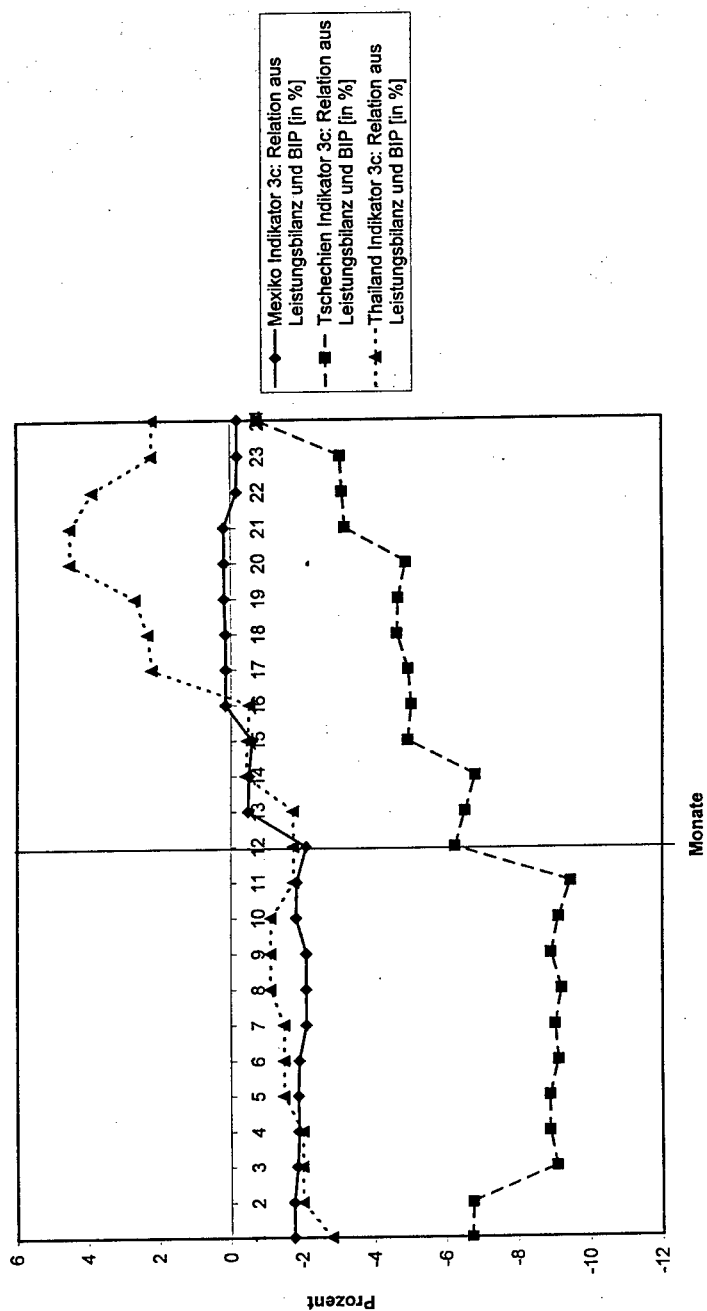 6
4
2
0
-2
-4
-6
-8
-10
-12
Prozent
2 3 4 5 6 7 8 9 10 11 12 13 14 15 16 17 18 19 20 21 22 23
Monate
Mexiko Indikator 3c: Relation aus
Leistungsbilanz und BIP [in %]
Tschechien Indikator 3c: Relation aus
Leistungsbilanz und BIP [in %]
Thailand Indikator 3c: Relation aus
Leistungsbilanz und BIP [in %]